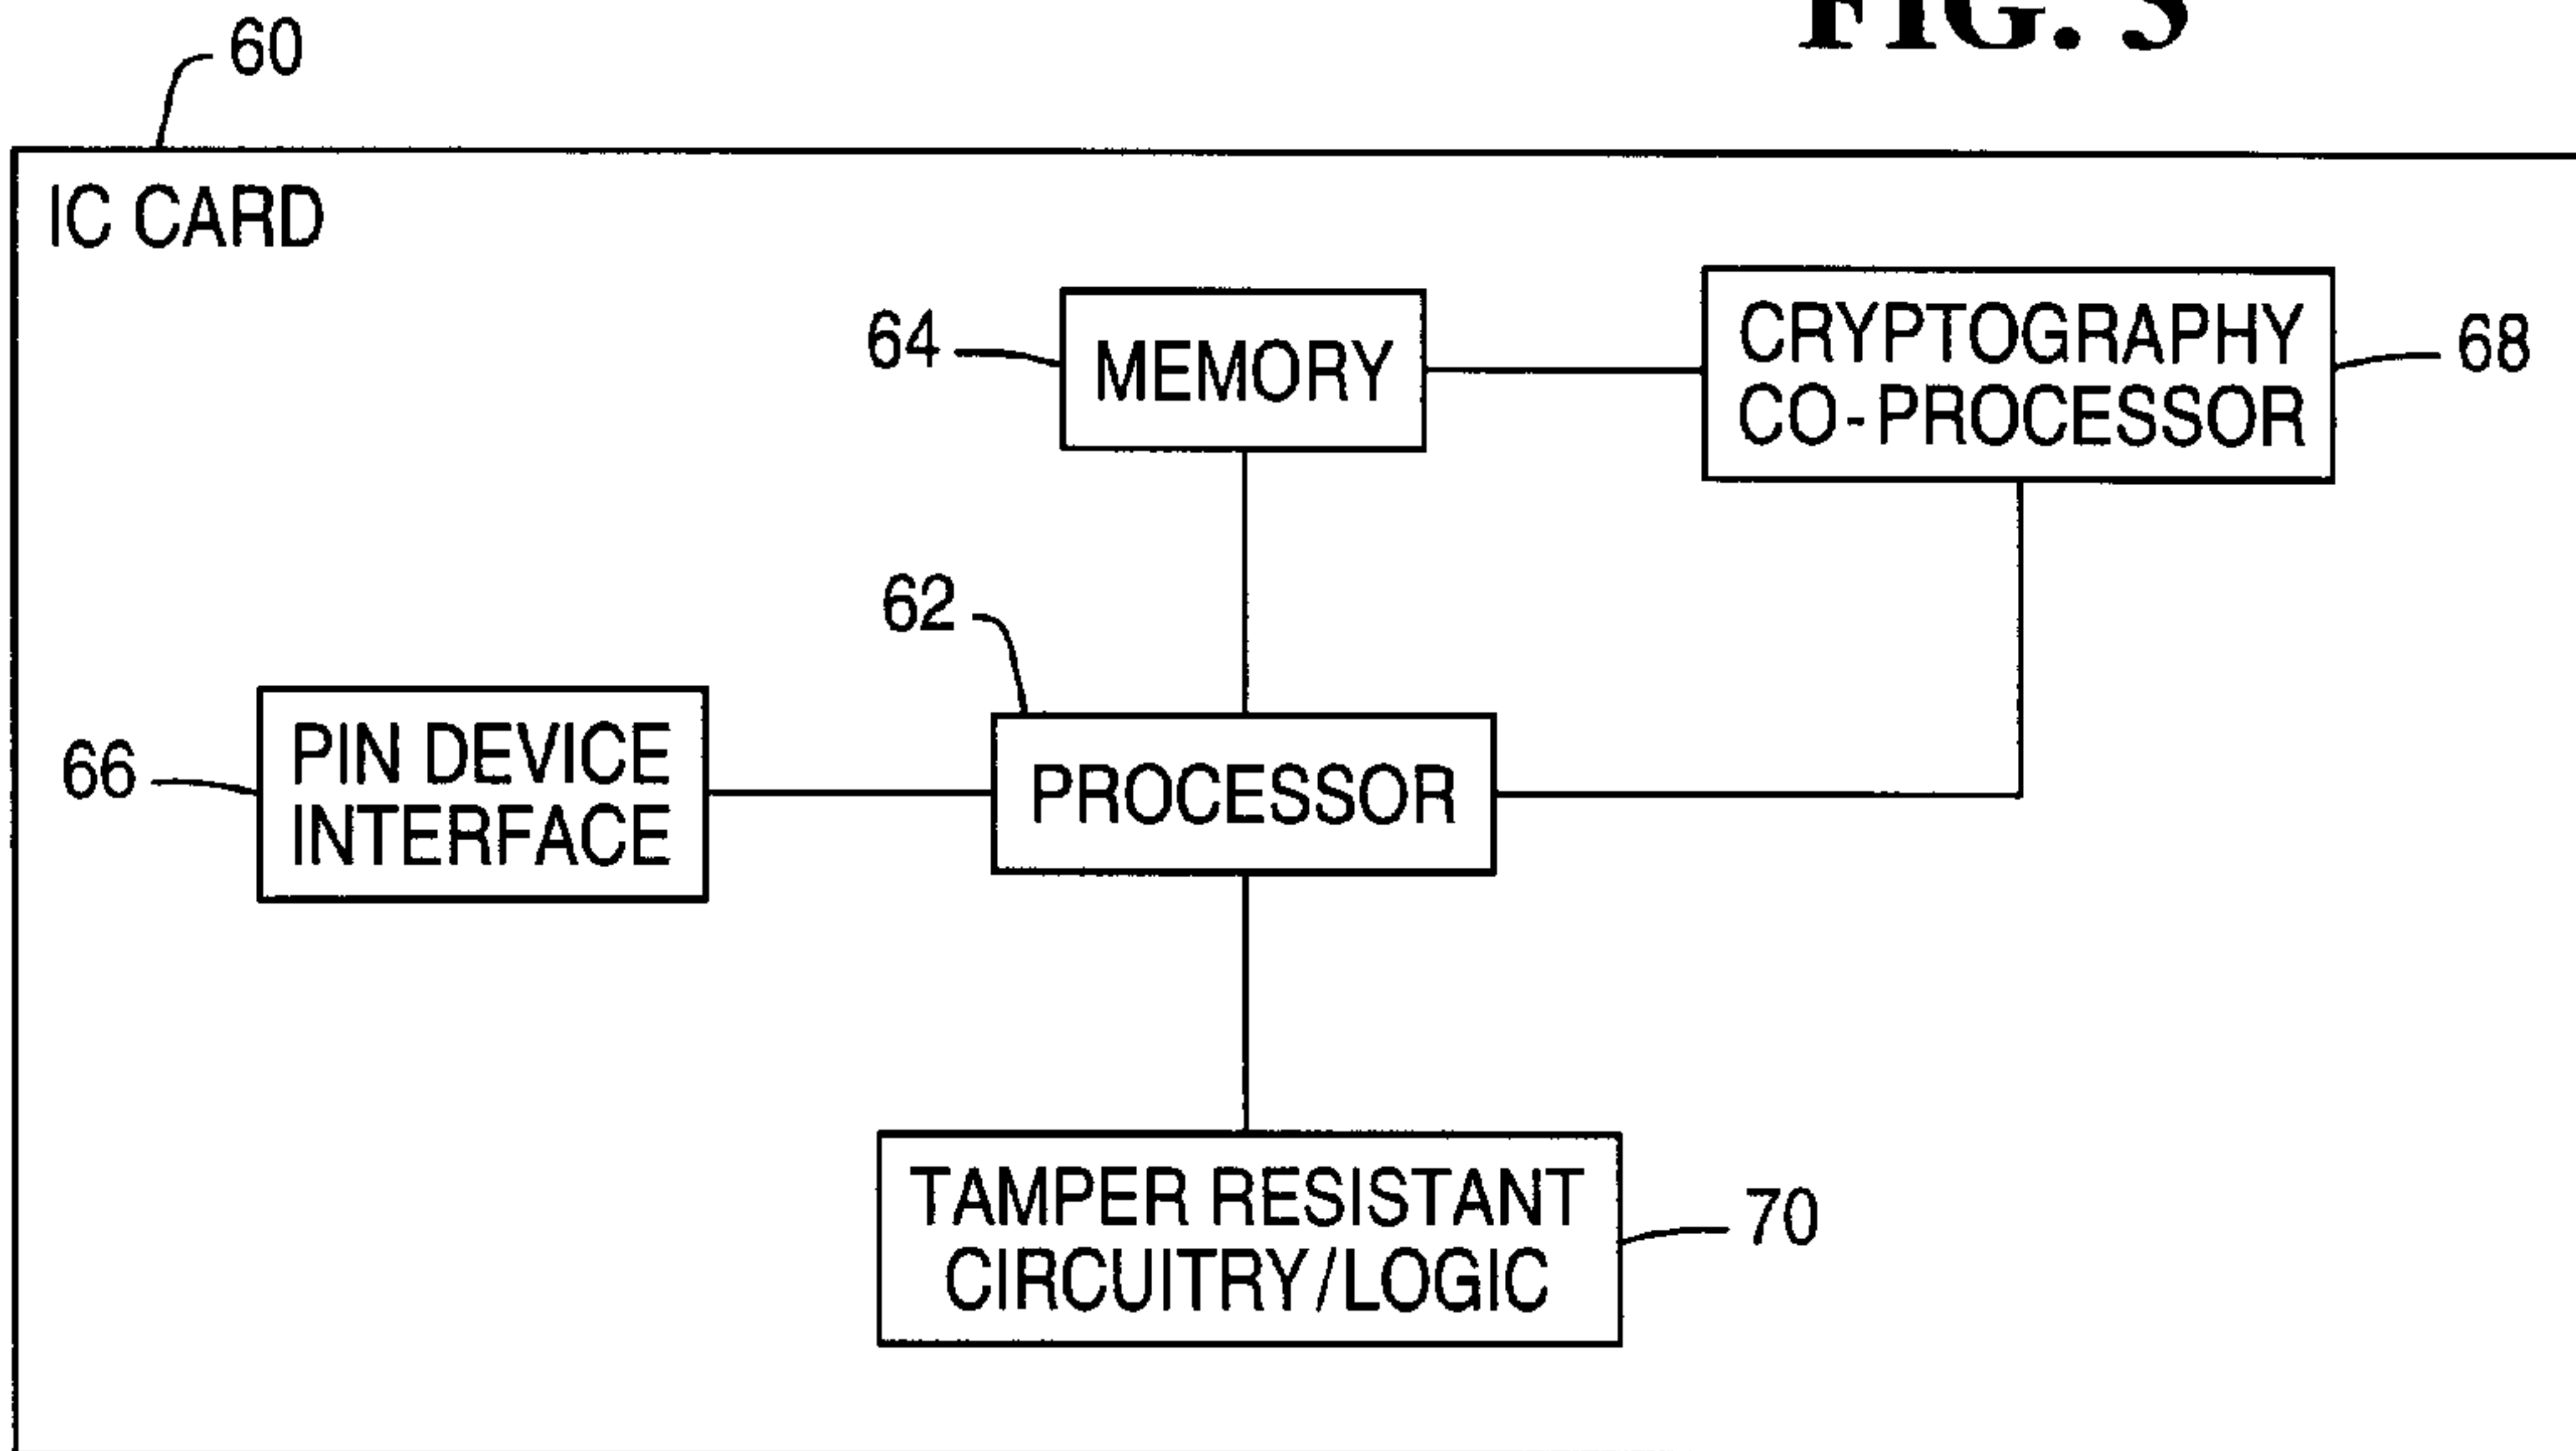 FIG.
60
IC CARD
64
MEMORY
CRYPTOGRAPHY
CO-PROCESSOR
68
62
66
PIN DEVICE
INTERFACE
PROCESSOR
TAMPER RESISTANT
CIRCUITRY/LOGIC
70